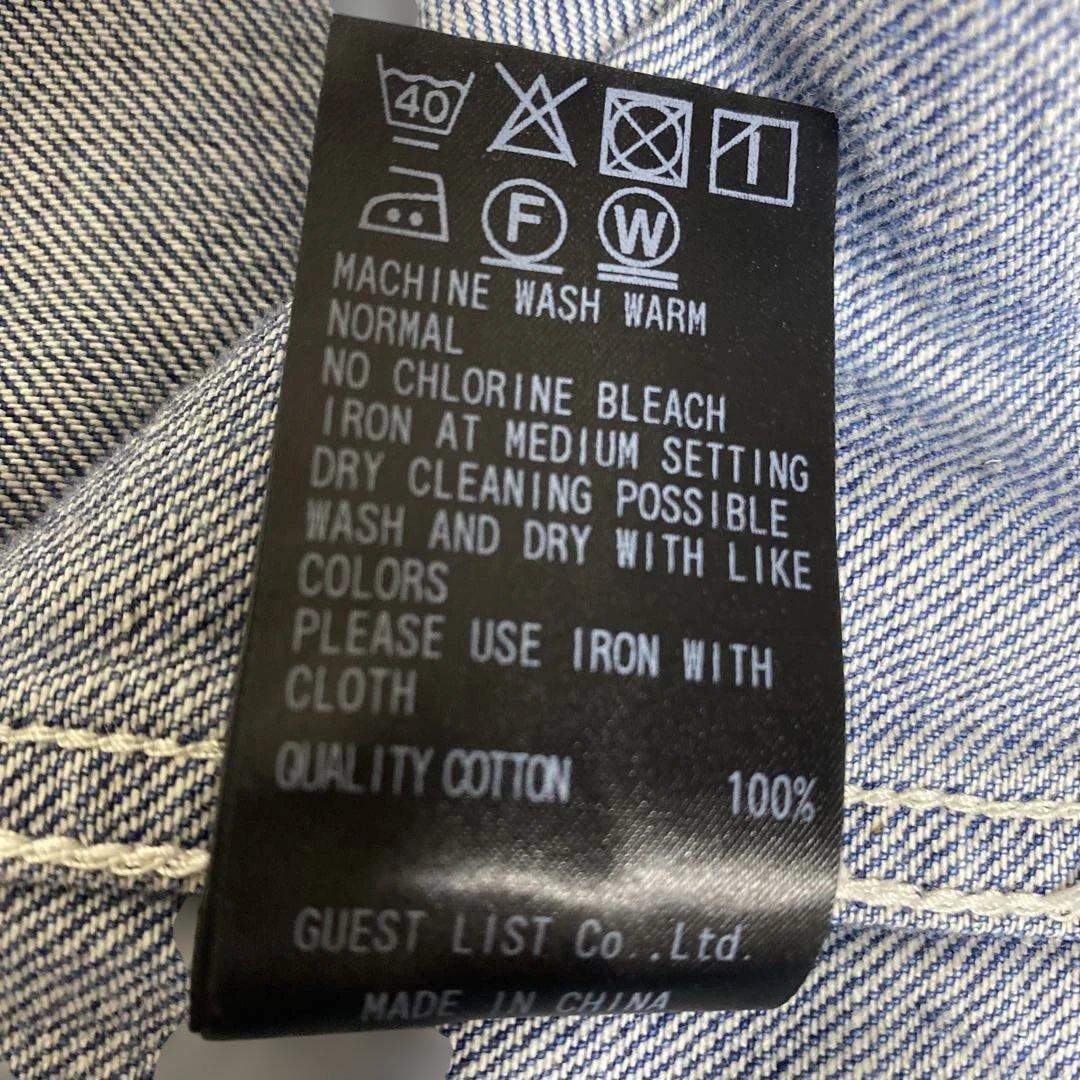 40
F W
MACHINE WASH WARM
NORMAL
NO CHLORINE BLEACH
IRON AT MEDIUM SETTING
DRY CLEANING POSSIBLE
WASH AND DRY WITH LIKE
COLORS
PLEASE USE IRON WITH
CLOTH
QUALITY COTTON 100%
GUEST LIST Co.,Ltd.
MADE IN CHINA